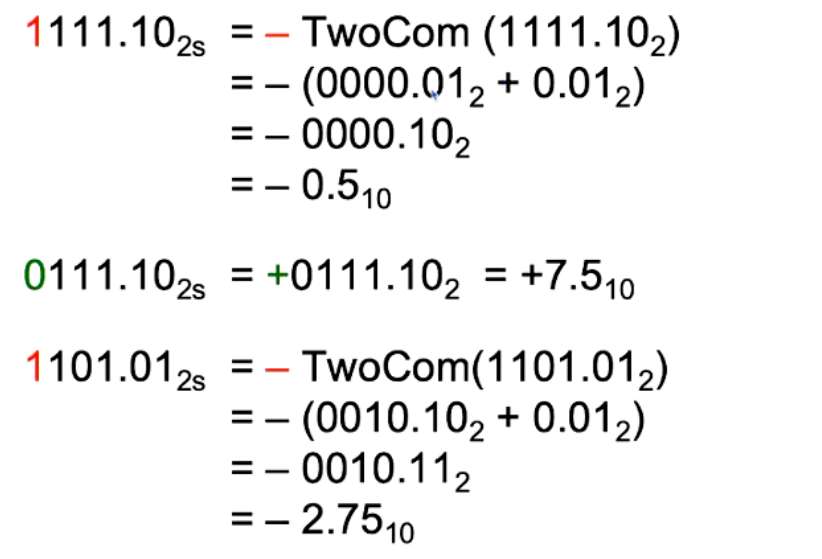 1111.10₂ₛ = – TwoCom (1111.10₂)
= – (0000.01₂ + 0.01₂)
= – 0000.10₂
= – 0.5₁₀
0111.10₂ₛ = +0111.10₂ = +7.5₁₀
1101.01₂ₛ = – TwoCom(1101.01₂)
= – (0010.10₂ + 0.01₂)
= – 0010.11₂
= – 2.75₁₀